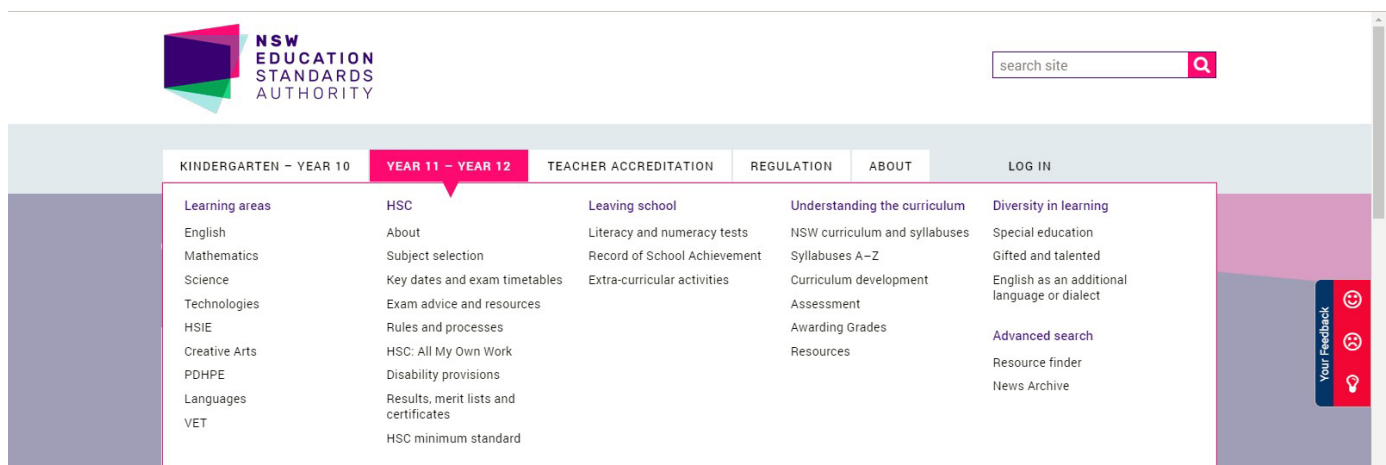 NSW
EDUCATION
STANDARDS
AUTHORITY
search site
KINDERGARTEN – YEAR 10
YEAR 11 – YEAR 12
TEACHER ACCREDITATION
REGULATION
ABOUT
LOG IN
Learning areas
English
Mathematics
Science
Technologies
HSIE
Creative Arts
PDHPE
Languages
VET
HSC
About
Subject selection
Key dates and exam timetables
Exam advice and resources
Rules and processes
HSC: All My Own Work
Disability provisions
Results, merit lists and
certificates
HSC minimum standard
Leaving school
Literacy and numeracy tests
Record of School Achievement
Extra-curricular activities
Understanding the curriculum
NSW curriculum and syllabuses
Syllabuses A–Z
Curriculum development
Assessment
Awarding Grades
Resources
Diversity in learning
Special education
Gifted and talented
English as an additional
language or dialect
Advanced search
Resource finder
News Archive
Your Feedback